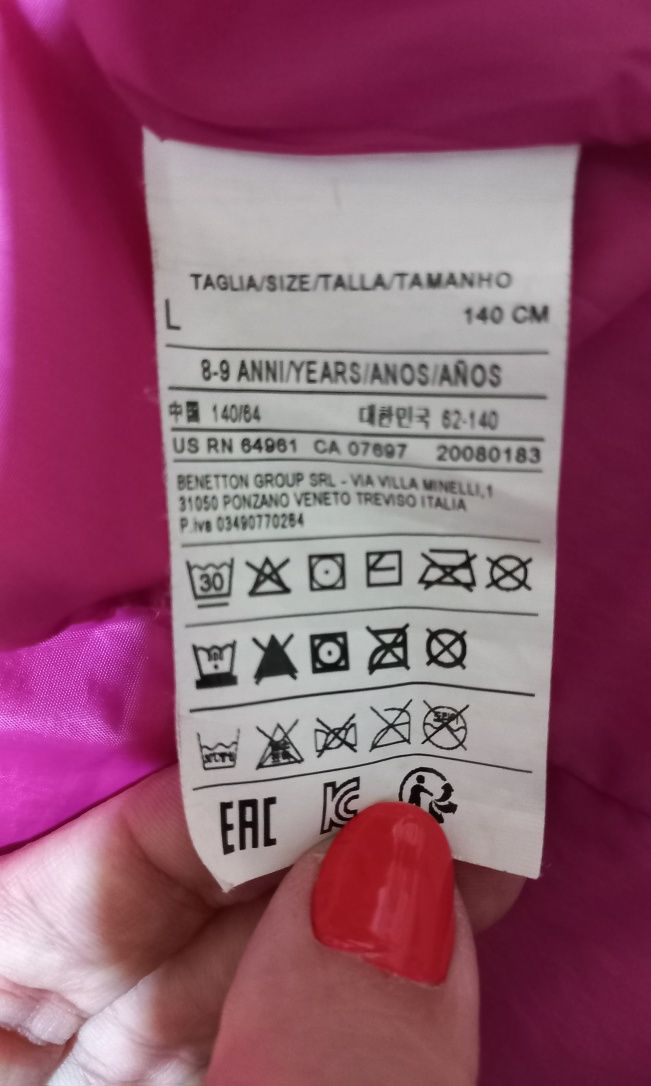 TAGLIA/SIZE/TALLA/TAMANHO
L 140 CM
8-9 ANNI/YEARS/ANOS/AÑOS
中國 140/64 대한민국 62-140
US RN 64961 CA 07697 20080183
BENETTON GROUP SRL - VIA VILLA MINELLI,1
31050 PONZANO VENETO TREVISO ITALIA
P.iva 03490770264
30
EAC